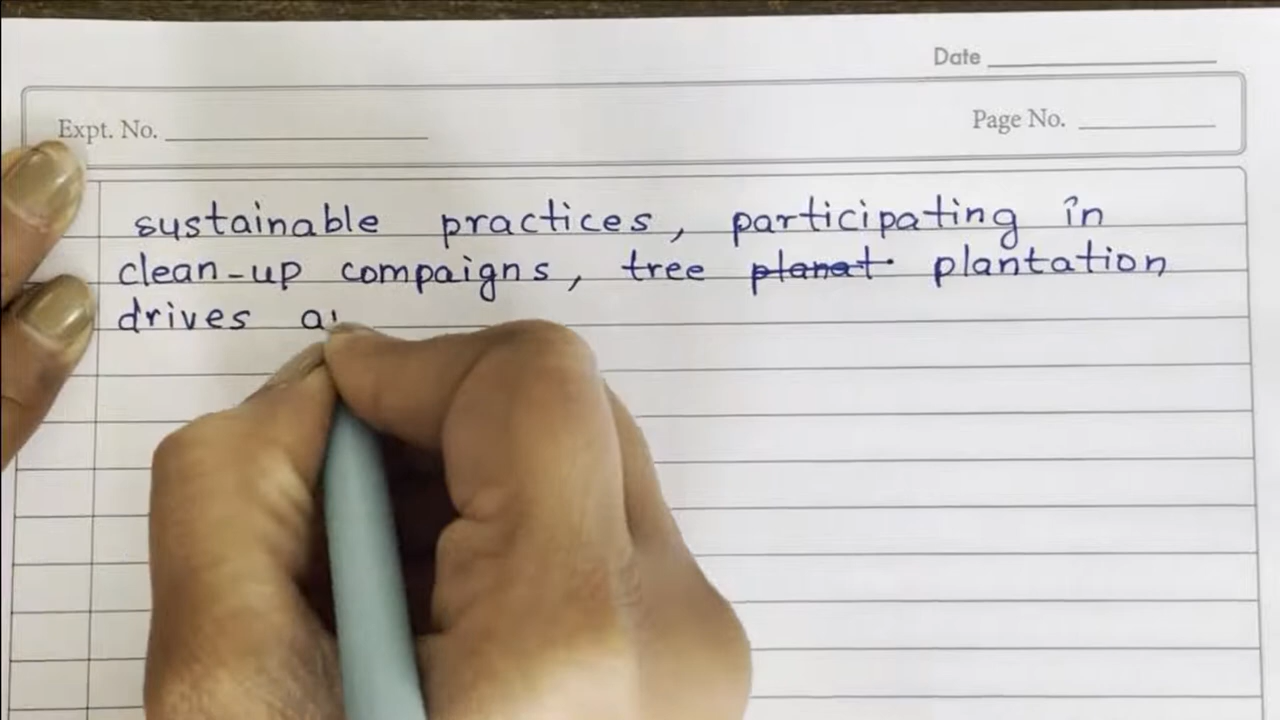 Date
Expt. No.
Page No.
sustainable practices, participating in
clean-up compaigns, tree planat plantation
drives